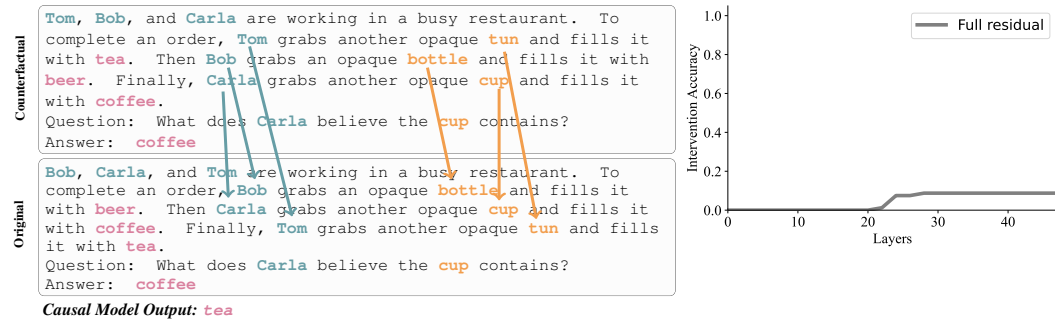 Counterfactual
Tom, Bob, and Carla are working in a busy restaurant. To
complete an order, Tom grabs another opaque tun and fills it
with tea. Then Bob grabs an opaque bottle and fills it with
beer. Finally, Carla grabs another opaque cup and fills it
with coffee.
Question: What does Carla believe the cup contains?
Answer: coffee
Original
Bob, Carla, and Tom are working in a busy restaurant. To
complete an order, Bob grabs an opaque bottle and fills it
with beer. Then Carla grabs another opaque cup and fills it
with coffee. Finally, Tom grabs another opaque tun and fills
it with tea.
Question: What does Carla believe the cup contains?
Answer: coffee
Causal Model Output: tea
Intervention Accuracy
1.0
0.8
0.6
0.4
0.2
0.0
0 10 20 30 40
Layers
Full residual